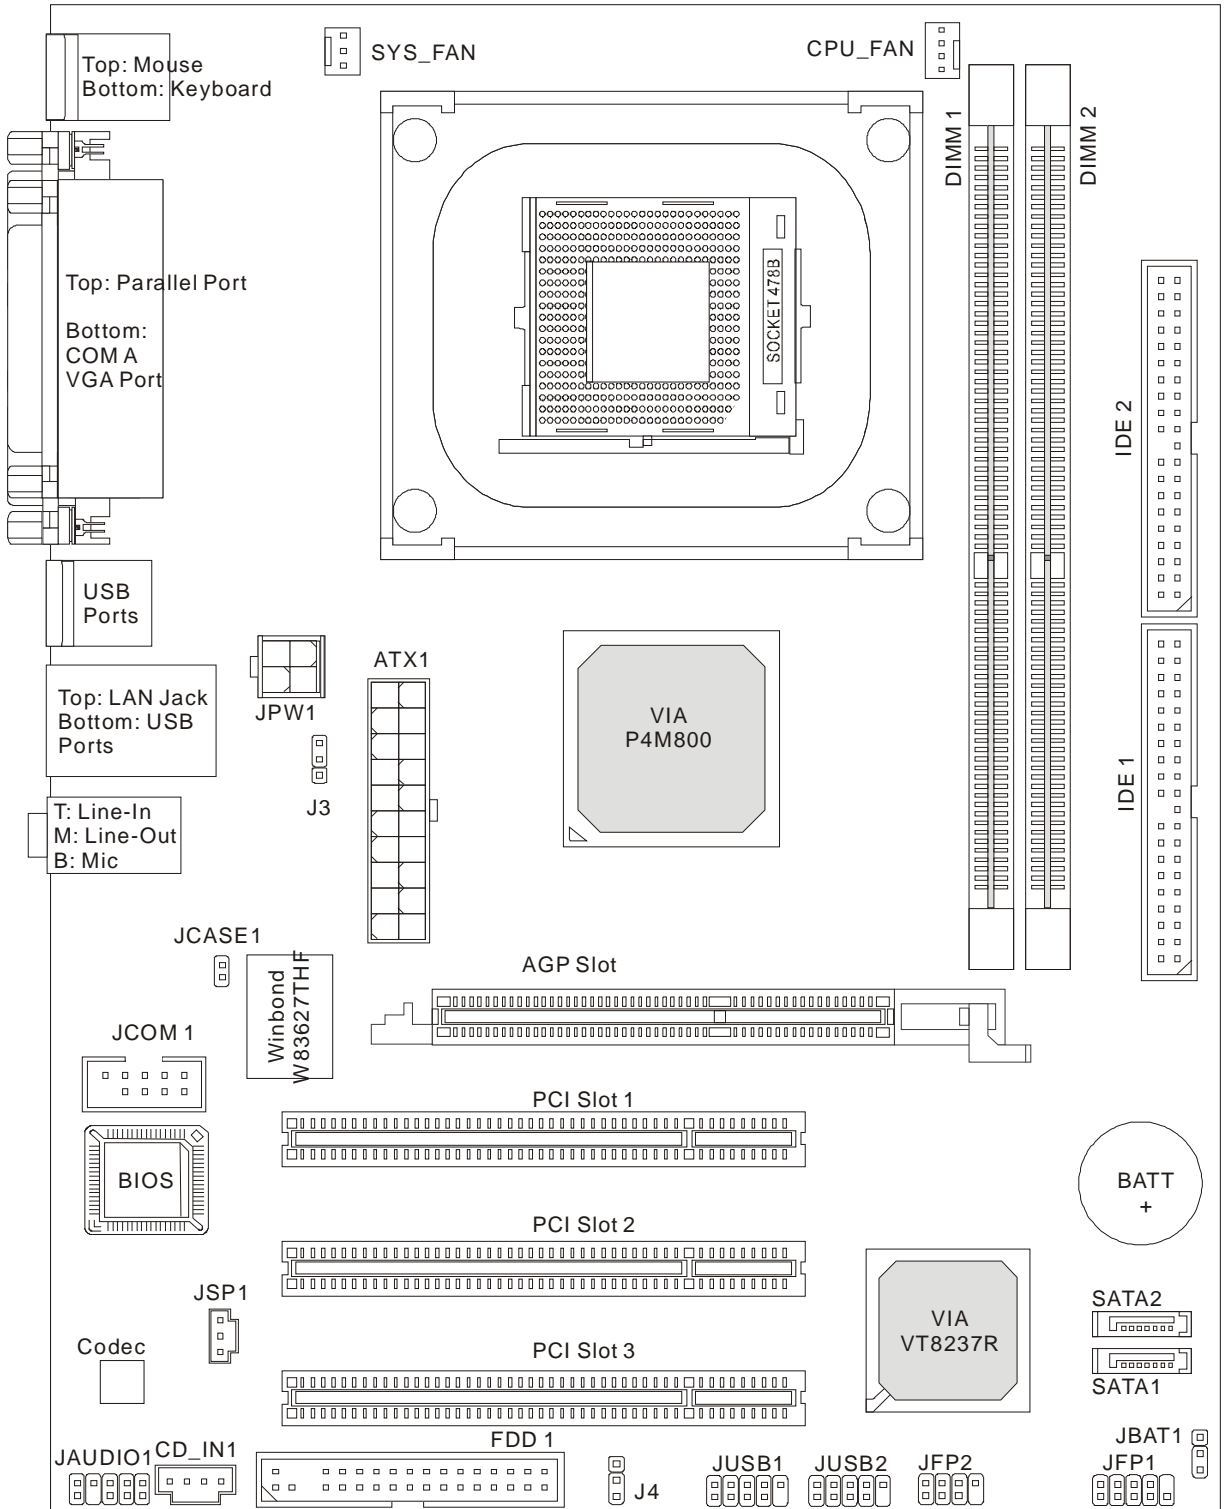 SYS_FAN
CPU_FAN
Top: Mouse
Bottom: Keyboard
DIMM 1
DIMM 2
Top: Parallel Port
Bottom:
COM A
VGA Port
SOCKET 478B
IDE 2
USB
Ports
ATX1
JPW1
Top: LAN Jack
Bottom: USB
Ports
VIA
P4M800
IDE 1
J3
T: Line-In
M: Line-Out
B: Mic
JCASE1
Winbond
W83627THF
AGP Slot
JCOM 1
PCI Slot 1
BIOS
BATT
+
PCI Slot 2
JSP1
SATA2
VIA
VT8237R
Codec
PCI Slot 3
SATA1
JBAT1
JAUDIO1
CD_IN1
FDD 1
J4
JUSB1
JUSB2
JFP2
JFP1